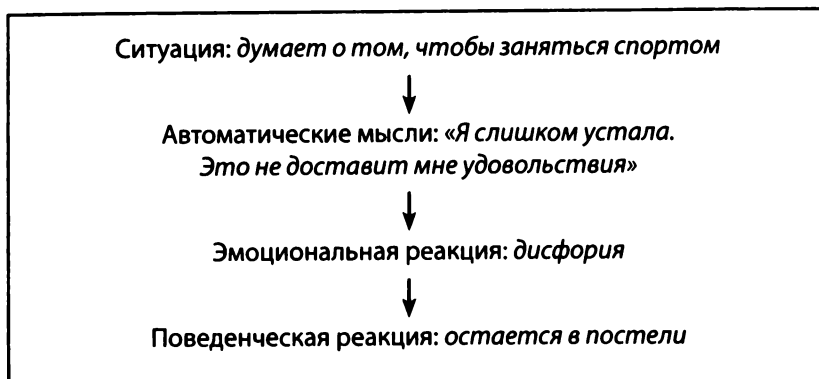 Ситуация: думает о том, чтобы заняться спортом
Автоматические мысли: «Я слишком устала.
Это не доставит мне удовольствия»
Эмоциональная реакция: дисфория
Поведенческая реакция: остается в постели